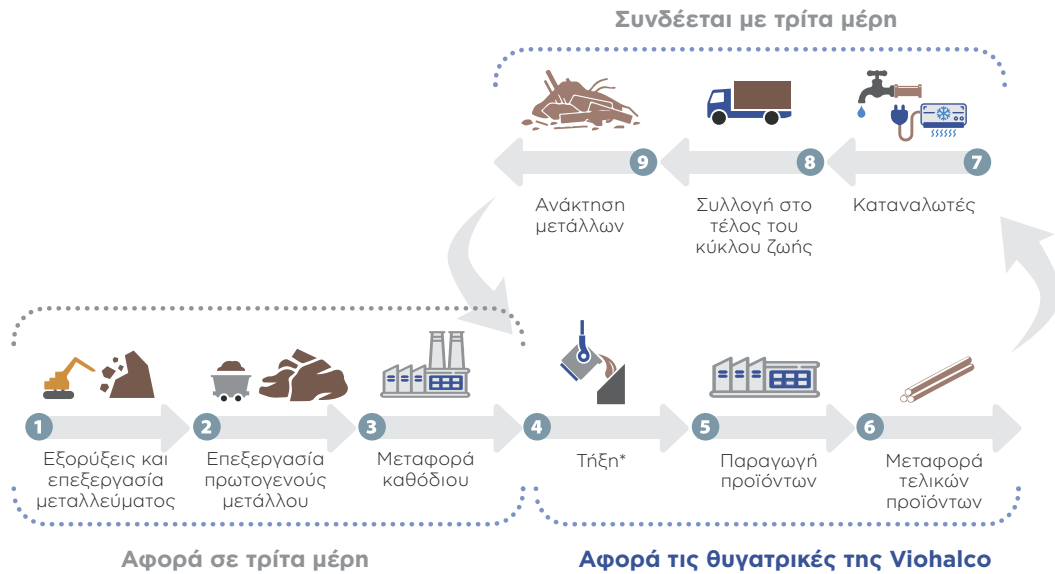 Συνδέεται με τρίτα μέρη
9
8
7
Ανάκτηση
μετάλλων
Συλλογή στο
τέλος του
κύκλου ζωής
Καταναλωτές
1
2
3
4
5
6
Εξορύξεις και
επεξεργασία
μεταλλεύματος
Επεξεργασία
πρωτογενούς
μετάλλου
Μεταφορά
καθόδιου
Τήξη*
Παραγωγή
προϊόντων
Μεταφορά
τελικών
προϊόντων
Αφορά σε τρίτα μέρη
Αφορά τις θυγατρικές της Viohalco